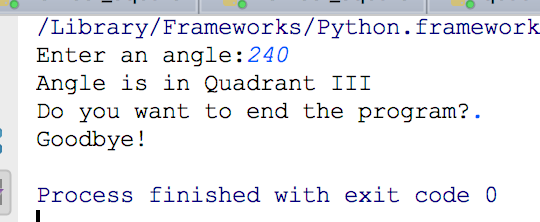 /Library/Frameworks/Python.framework
Enter an angle:240
Angle is in Quadrant III
Do you want to end the program?.
Goodbye!
Process finished with exit code 0